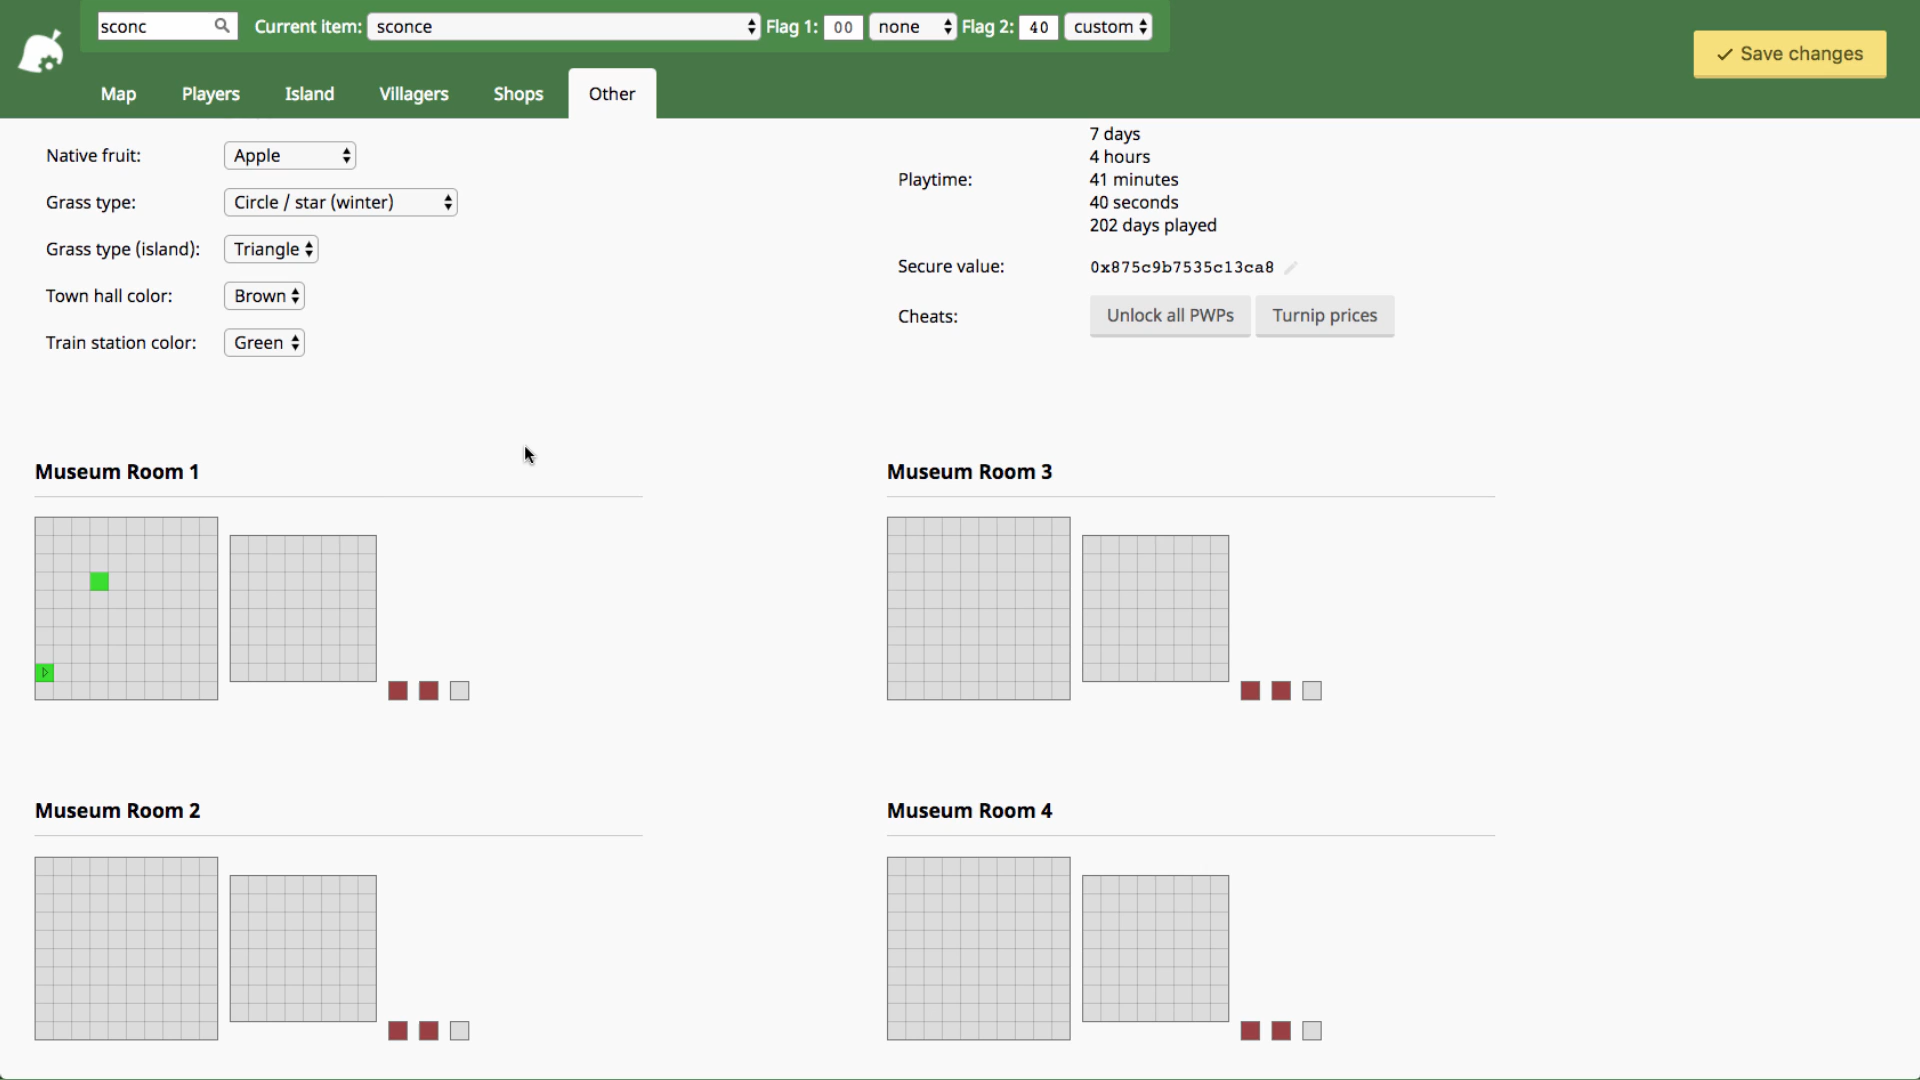 sconc
Current item: sconce Flag 1: 00 none Flag 2: 40 custom
Save changes
Map Players Island Villagers Shops Other
Native fruit: Apple
Grass type: Circle / star (winter)
Grass type (island): Triangle
Town hall color: Brown
Train station color: Green
Playtime:
7 days
4 hours
41 minutes
40 seconds
202 days played
Secure value: 0x875c9b7535c13ca8
Cheats: Unlock all PWPs Turnip prices
Museum Room 1
Museum Room 3
Museum Room 2
Museum Room 4